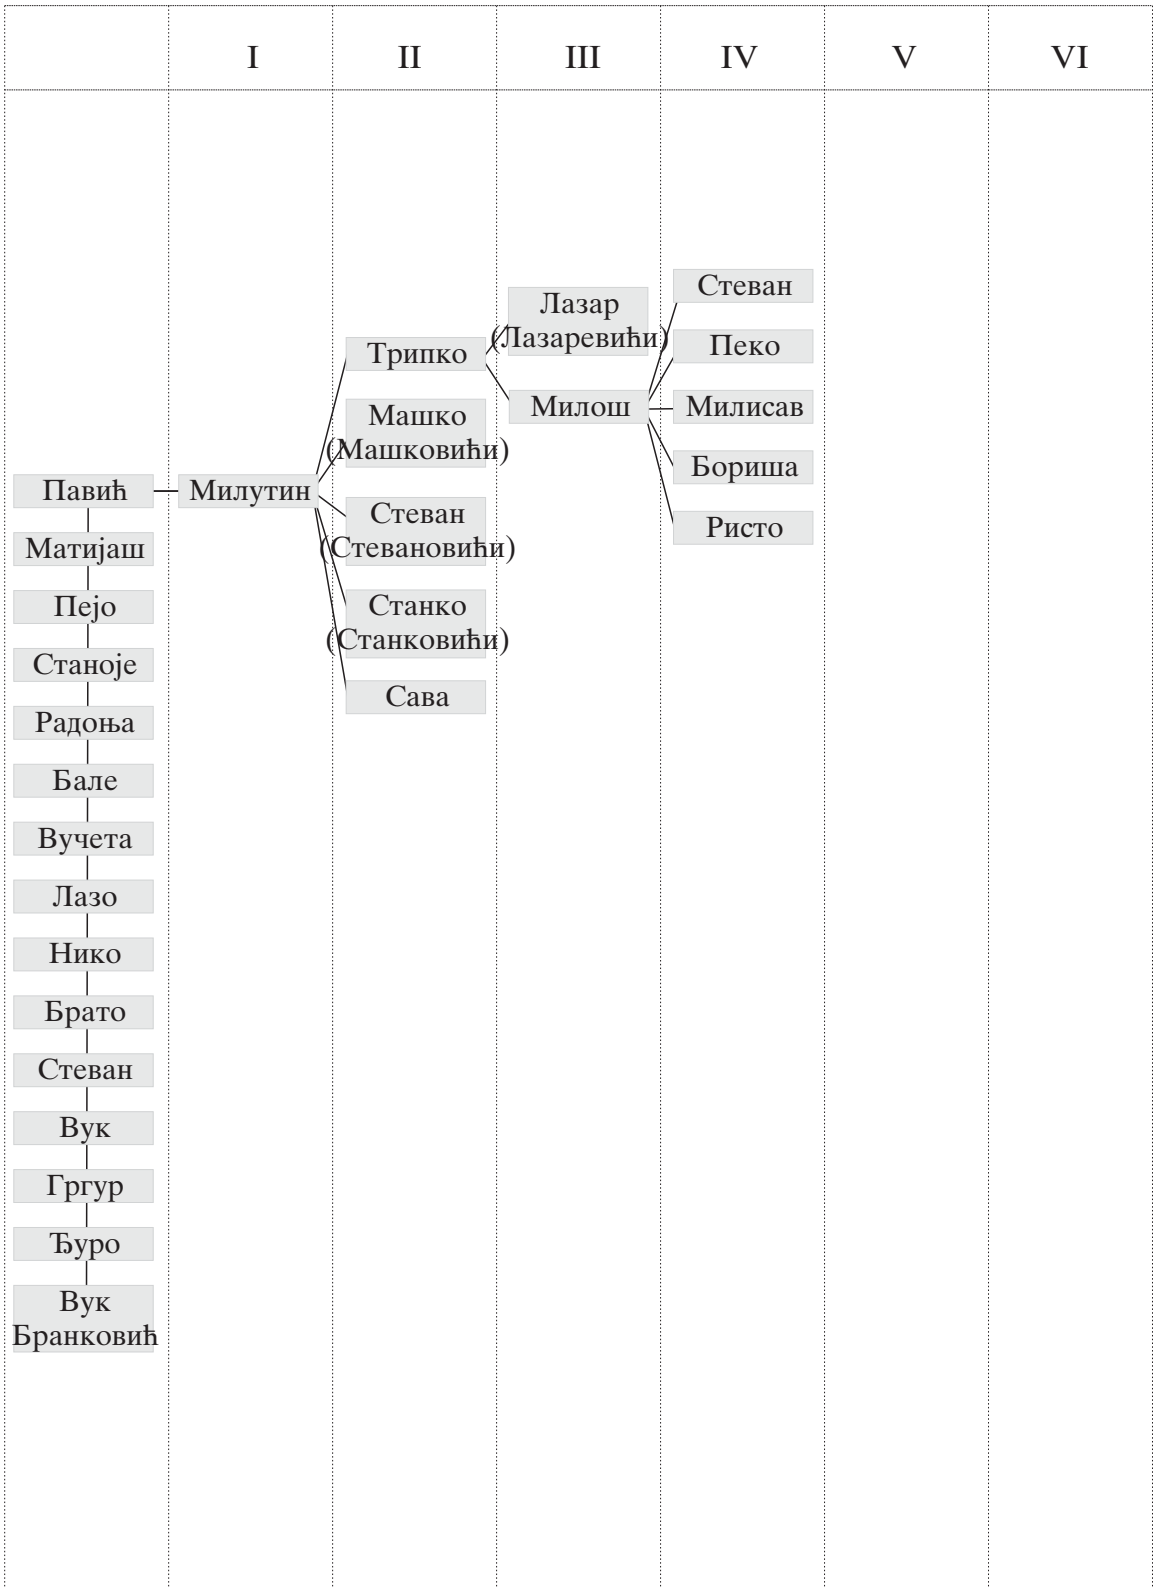 I II III IV V VI
Стеван
Лазар
(Лазаревићи)
Пеко
Трипко
Милош
Милисав
Машко
(Машковићи)
Бориша
Павић
Милутин
Стеван
(Стевановићи)
Ристо
Матијаш
Пејо
Станко
(Станковићи)
Станоје
Сава
Радоња
Бале
Вучета
Лазо
Нико
Брато
Стеван
Вук
Гргур
Ђуро
Вук
Бранковић